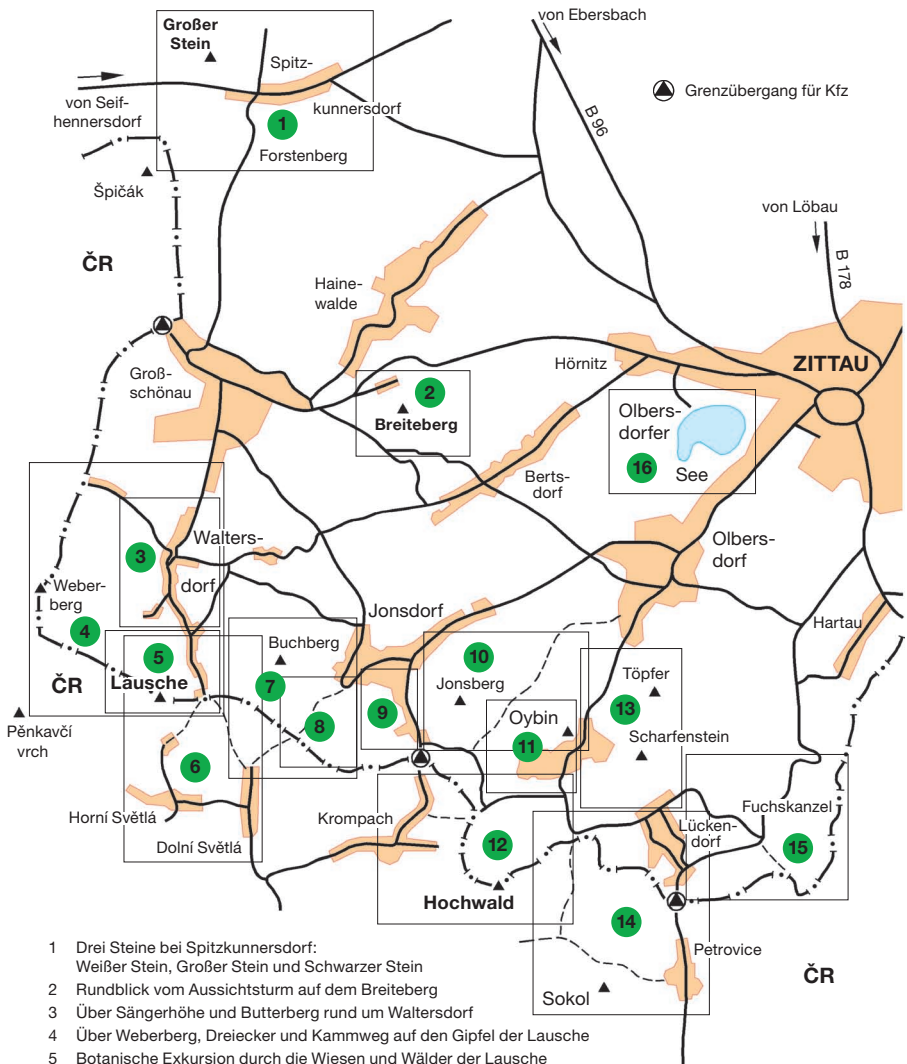 von Ebersbach
Großer
Stein
Spitz-
Grenzübergang für Kfz
von Seif-
hennersdorf
kunnersdorf
B 96
1
Forstenberg
Špičák
von Löbau
B 178
ČR
Haine-
walde
Groß-
schönau
Hörnitz
ZITTAU
2
Breiteberg
Olbers-
dorfer
16
See
Berts-
dorf
3
Walters-
dorf
Olbers-
dorf
Weber-
berg
4
Jonsdorf
Hartau
Buchberg
5
ČR
Lausche
7
10
Jonsberg
Töpfer
13
Pěnkavčí
vrch
8
9
Oybin
11
Scharfenstein
6
Horní Světlá
Dolní Světlá
Krompach
12
Hochwald
Lücken-
dorf
Fuchskanzel
15
14
Petrovice
Sokol
ČR
1 Drei Steine bei Spitzkunnersdorf:
Weißer Stein, Großer Stein und Schwarzer Stein
2 Rundblick vom Aussichtsturm auf dem Breiteberg
3 Über Sängerhöhe und Butterberg rund um Waltersdorf
4 Über Weberberg, Dreiecker und Kammweg auf den Gipfel der Lausche
5 Botanische Exkursion durch die Wiesen und Wälder der Lausche